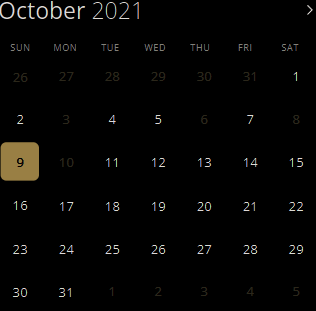 October 2021 >
SUN MON TUE WED THU FRI SAT
26 27 28 29 30 31 1
2 3 4 5 6 7 8
9 10 11 12 13 14 15
16 17 18 19 20 21 22
23 24 25 26 27 28 29
30 31 1 2 3 4 5